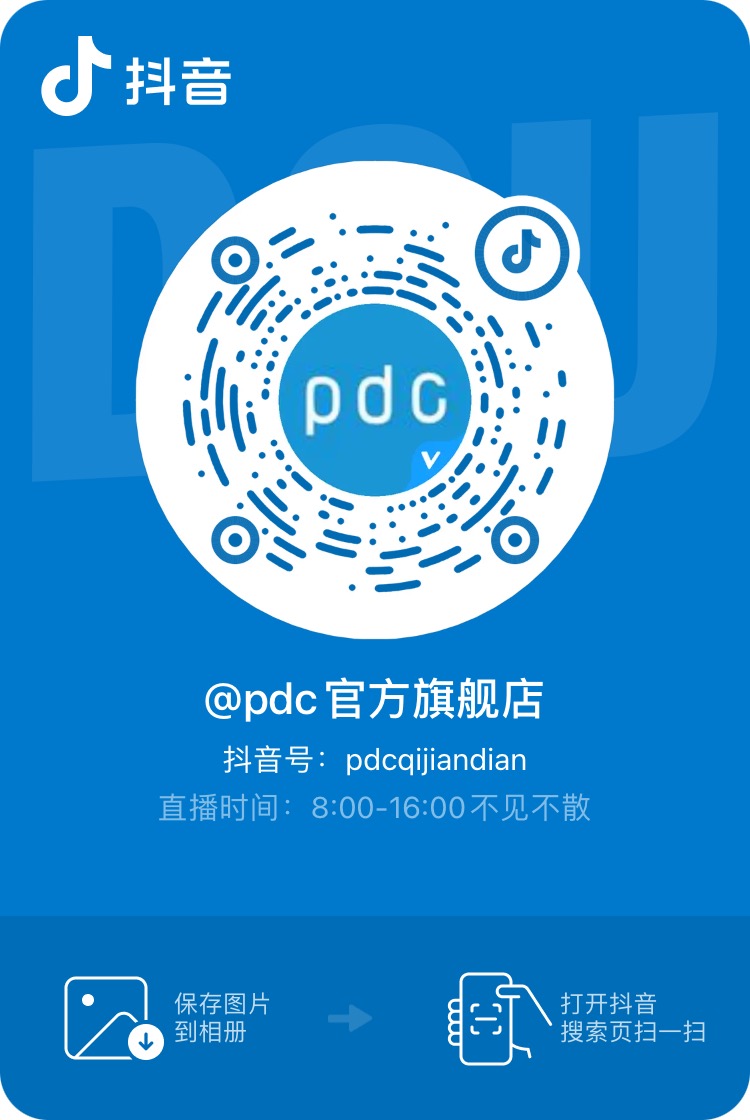 抖音
pdc
@pdc官方旗舰店
抖音号：pdcqijiandian
直播时间：8:00-16:00不见不散
保存图片
到相册
打开抖音
搜索页扫一扫